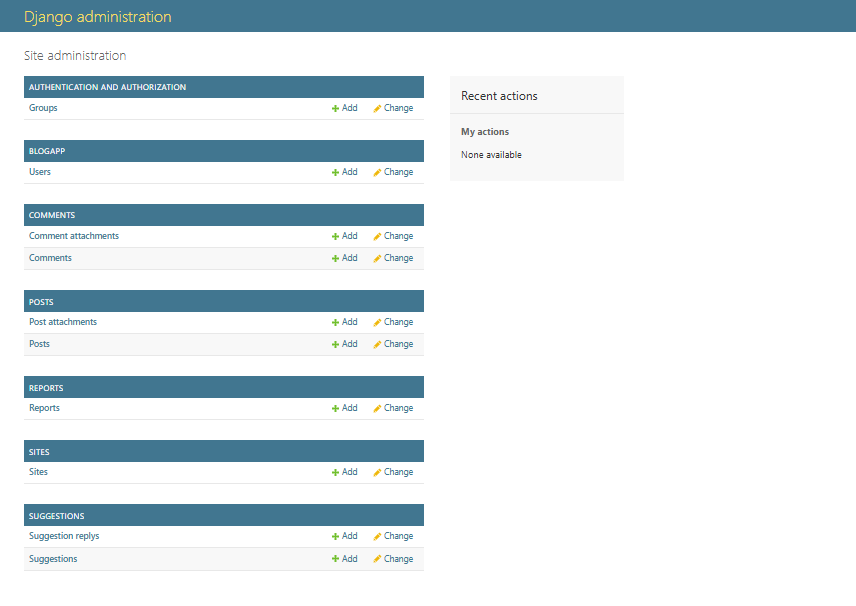 Django administration
Site administration
AUTHENTICATION AND AUTHORIZATION
Groups Add Change
BLOGAPP
Users Add Change
COMMENTS
Comment attachments Add Change
Comments Add Change
POSTS
Post attachments Add Change
Posts Add Change
REPORTS
Reports Add Change
SITES
Sites Add Change
SUGGESTIONS
Suggestion replys Add Change
Suggestions Add Change
Recent actions
My actions
None available